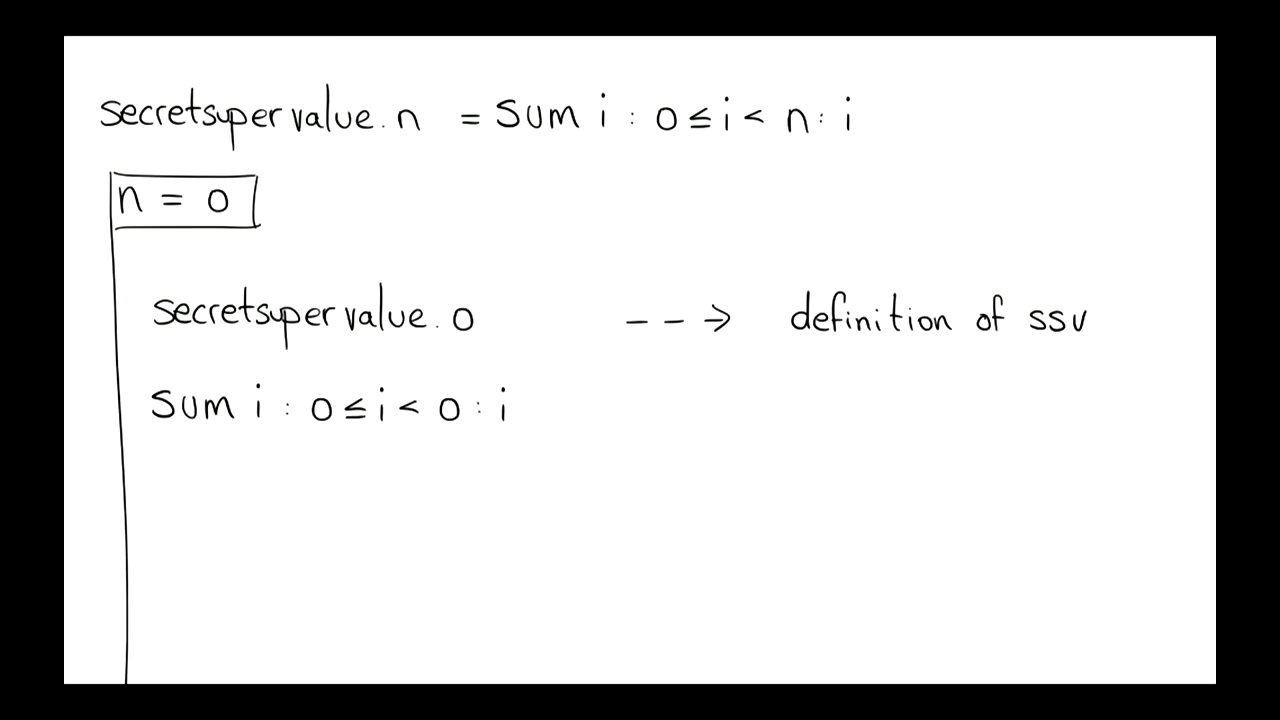 secretsupervalue.n = sum i : 0 ≤ i < n : i
n = 0
secretsupervalue.0 --→ definition of ssv
sum i : 0 ≤ i < 0 : i